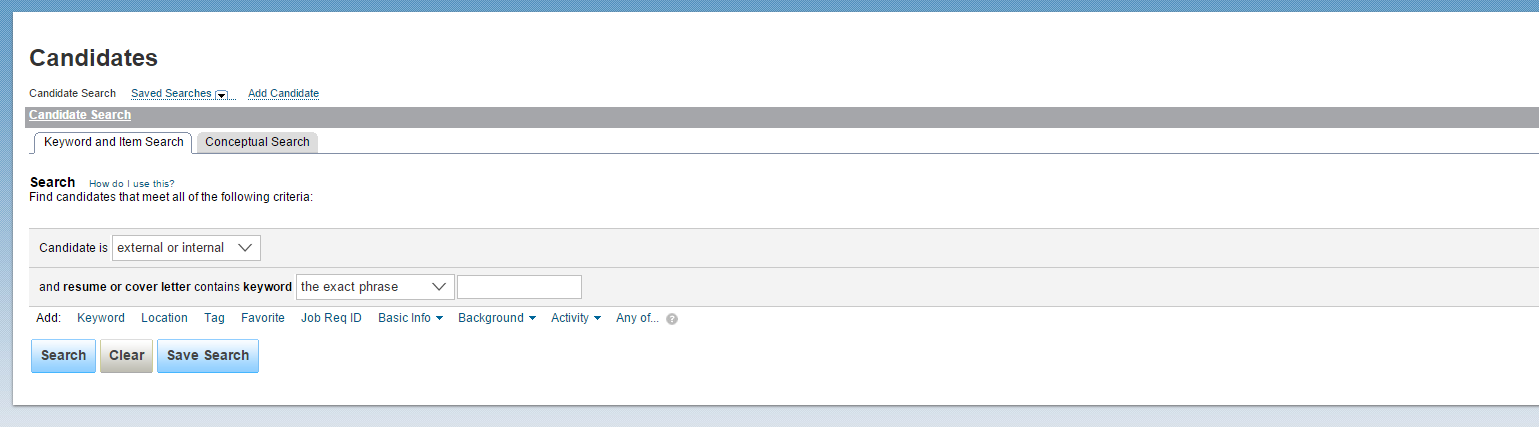 Candidates
Candidate Search Saved Searches Add Candidate
Candidate Search
Keyword and Item Search Conceptual Search
Search How do I use this?
Find candidates that meet all of the following criteria:
Candidate is external or internal
and resume or cover letter contains keyword the exact phrase
Add: Keyword Location Tag Favorite Job Req ID Basic Info Background Activity Any of... ?
Search Clear Save Search